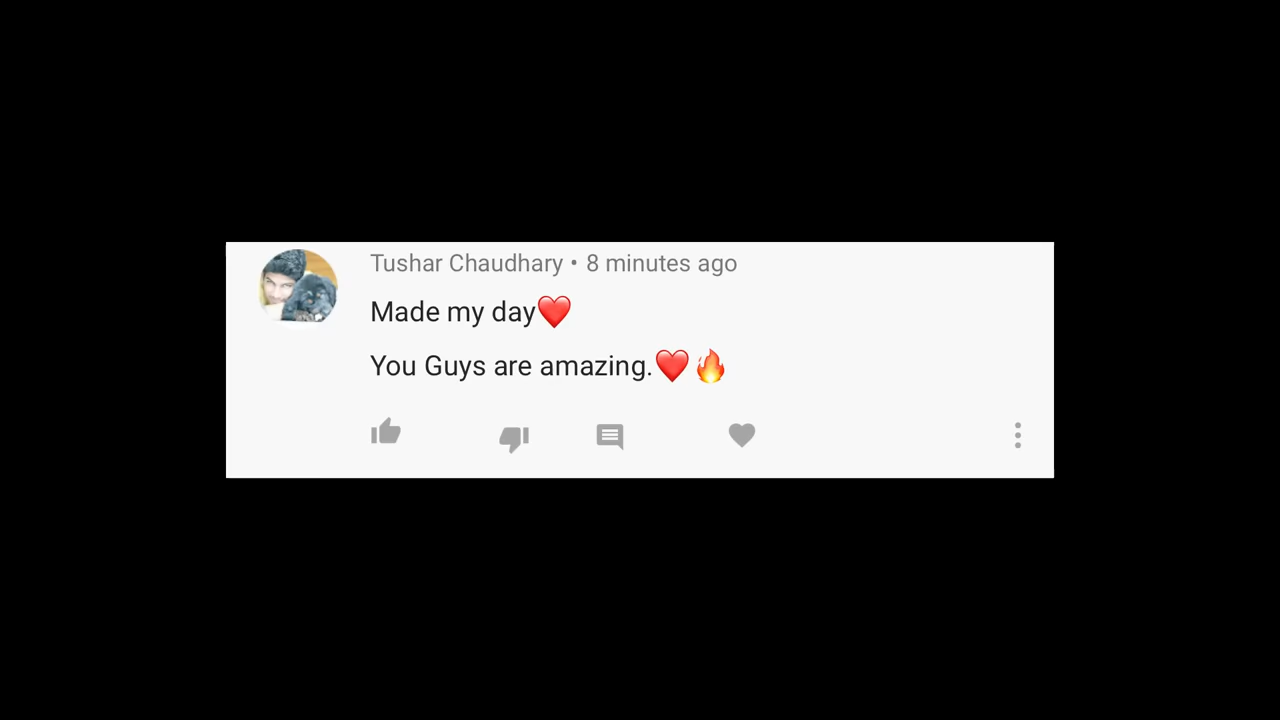 Tushar Chaudhary • 8 minutes ago
Made my day❤️
You Guys are amazing.❤️🔥